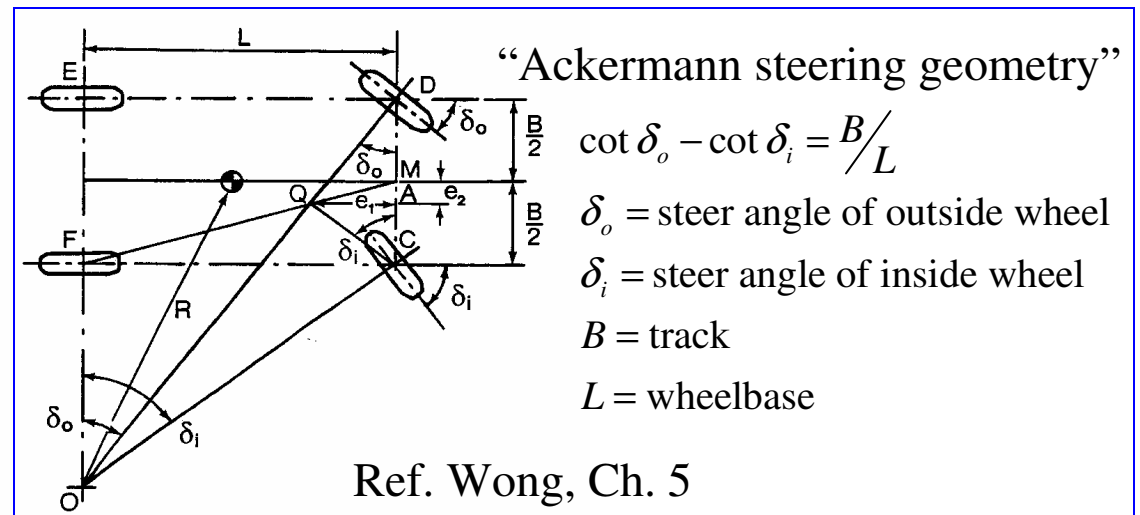 L
E
D
δₒ
B/2
δₒ
M
Q
A
e₁
e₂
B/2
F
C
δᵢ
δᵢ
R
δₒ
δᵢ
O
“Ackermann steering geometry”
cot δₒ − cot δᵢ = B/L
δₒ = steer angle of outside wheel
δᵢ = steer angle of inside wheel
B = track
L = wheelbase
Ref. Wong, Ch. 5